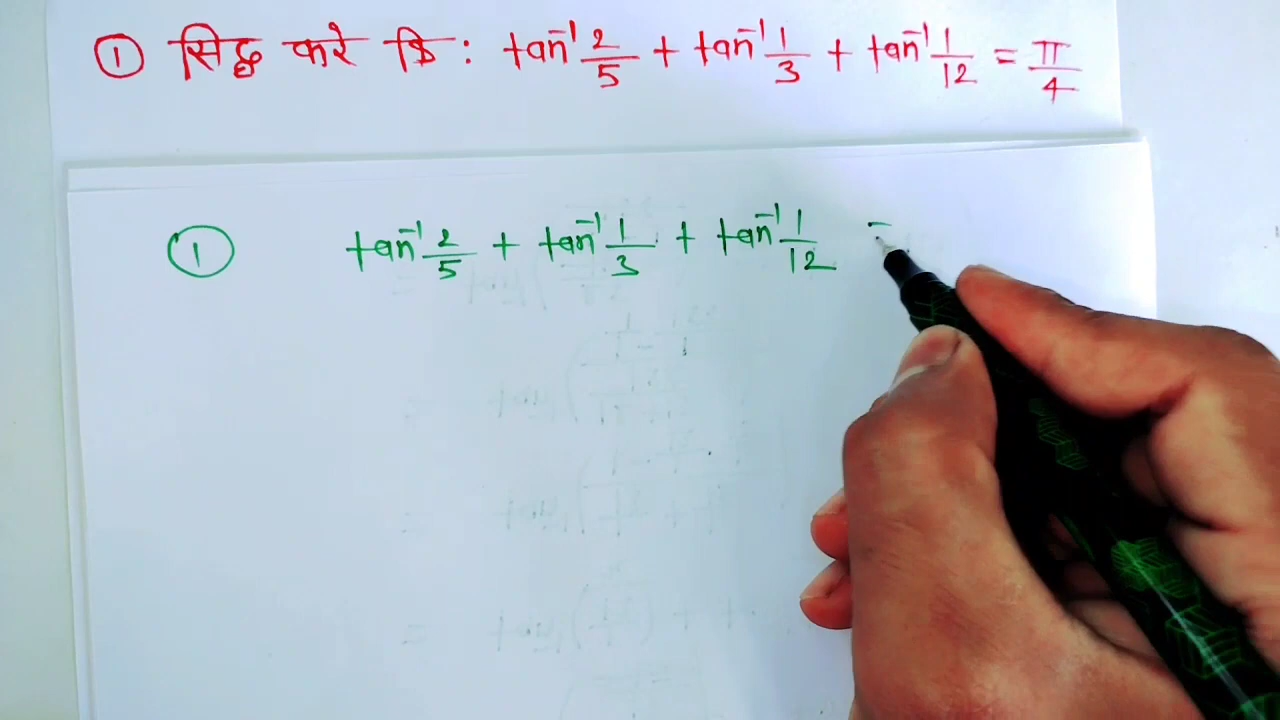 ① सिद्ध करे कि : tan⁻¹ 2/5 + tan⁻¹ 1/3 + tan⁻¹ 1/12 = π/4
① tan⁻¹ 2/5 + tan⁻¹ 1/3 + tan⁻¹ 1/12 =